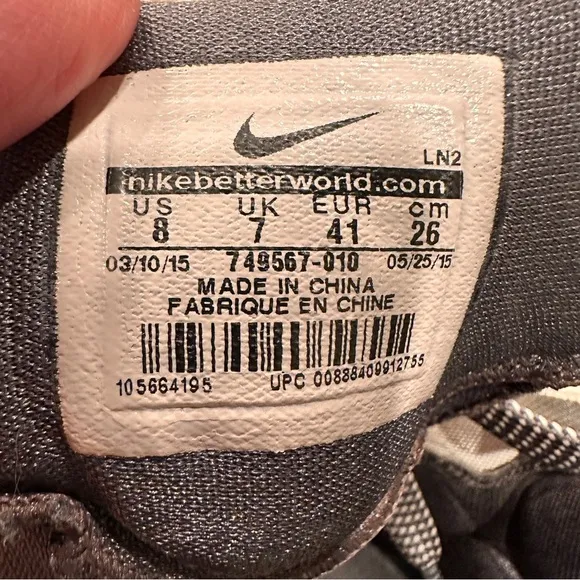 LN2
nikebetterworld.com
US UK EUR cm
8 7 41 26
03/10/15 749567-010 05/25/15
MADE IN CHINA
FABRIQUE EN CHINE
105664195 UPC 00888409912755